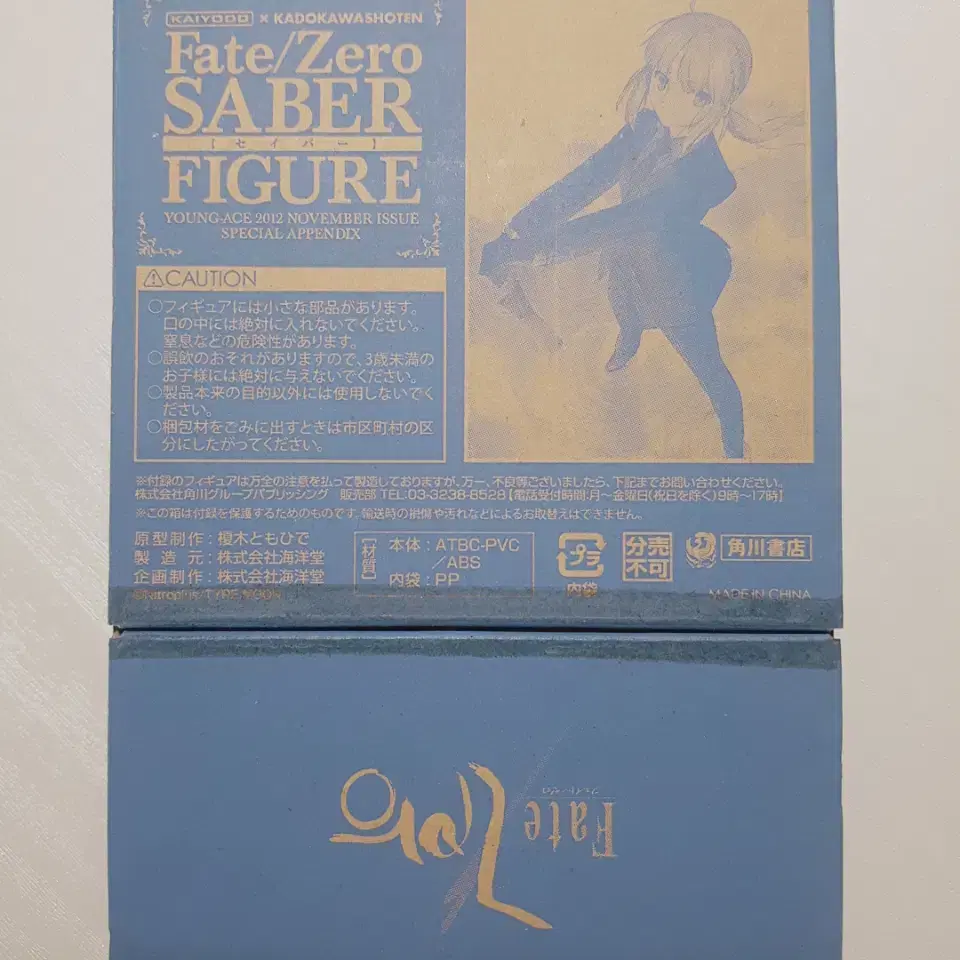 KAIYODO × KADOKAWASHOTEN
Fate/Zero
SABER
[セイバー]
FIGURE
YOUNG-ACE 2012 NOVEMBER ISSUE
SPECIAL APPENDIX
⚠CAUTION
○フィギュアには小さな部品があります。
口の中には絶対に入れないでください。
窒息などの危険性があります。
○誤飲のおそれがありますので、3歳未満の
お子様には絶対に与えないでください。
○製品本来の目的以外には使用しないでく
ださい。
○梱包材をごみに出すときは市区町村の区
分にしたがってください。
※付録のフィギュアは万全の注意を払って製造しておりますが、万一、不良等ございましたら、下記までお問い合わせください。
株式会社角川グループパブリッシング 販売部 TEL:03-3238-8528【電話受付時間:月〜金曜日(祝日を除く)9時〜17時】
※この箱は付録を保護するためのものです。輸送時の損傷や汚れなどによるお取替えはできません。
原型制作：榎木ともひで
製造元：株式会社海洋堂
企画制作：株式会社海洋堂
©Nitroplus/TYPE-MOON
【材質】
本体：ATBC-PVC
/ABS
内袋：PP
プラ
内袋
分売
不可
角川書店
MADE IN CHINA
Fate/Zero
フェイト/ゼロ